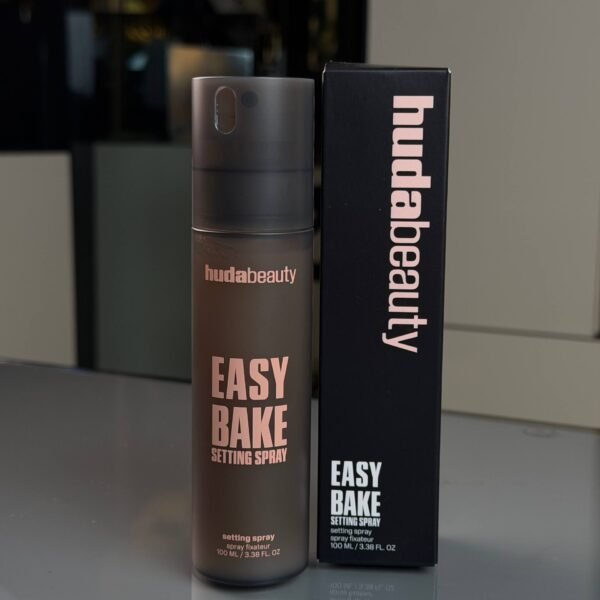 hudabeauty
EASY
BAKE
SETTING SPRAY
setting spray
spray fixateur
100 ML / 3.38 FL. OZ
hudabeauty
EASY
BAKE
SETTING SPRAY
setting spray
spray fixateur
100 ML / 3.38 FL. OZ